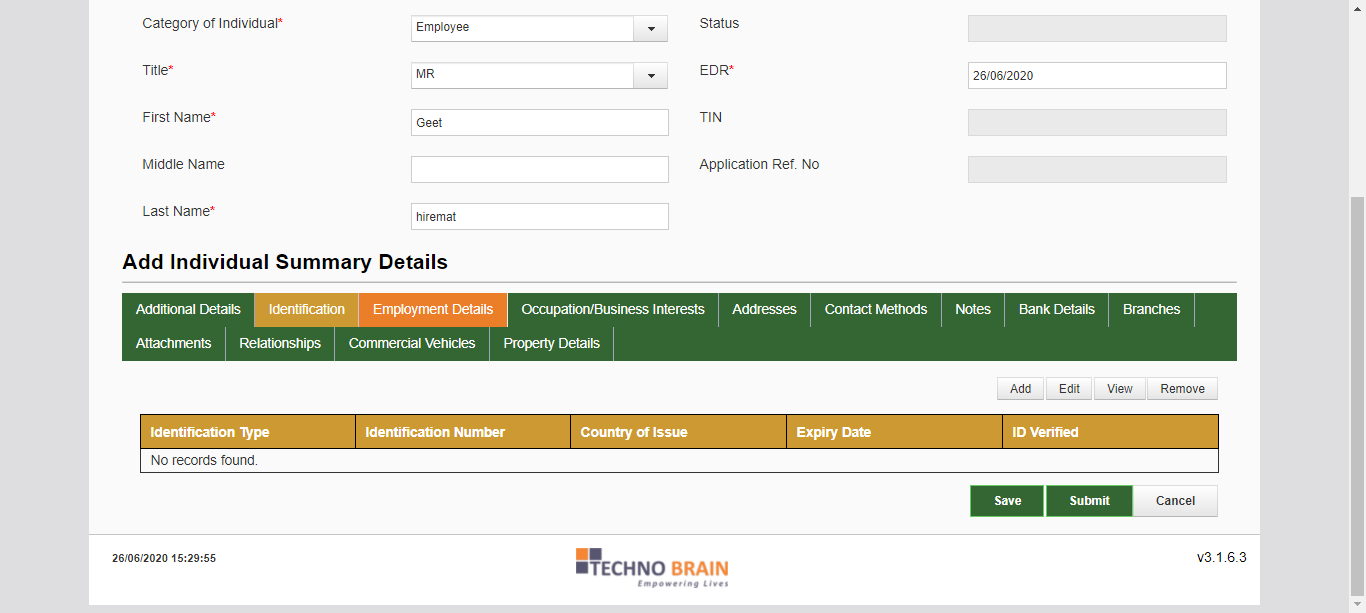 Category of Individual* Employee Status
Title* MR EDR* 26/06/2020
First Name* Geet TIN
Middle Name Application Ref. No
Last Name* hiremat
Add Individual Summary Details
Additional Details Identification Employment Details Occupation/Business Interests Addresses Contact Methods Notes Bank Details Branches
Attachments Relationships Commercial Vehicles Property Details
Add Edit View Remove
Identification Type Identification Number Country of Issue Expiry Date ID Verified
No records found.
Save Submit Cancel
26/06/2020 15:29:55 TECHNO BRAIN v3.1.6.3
Empowering Lives